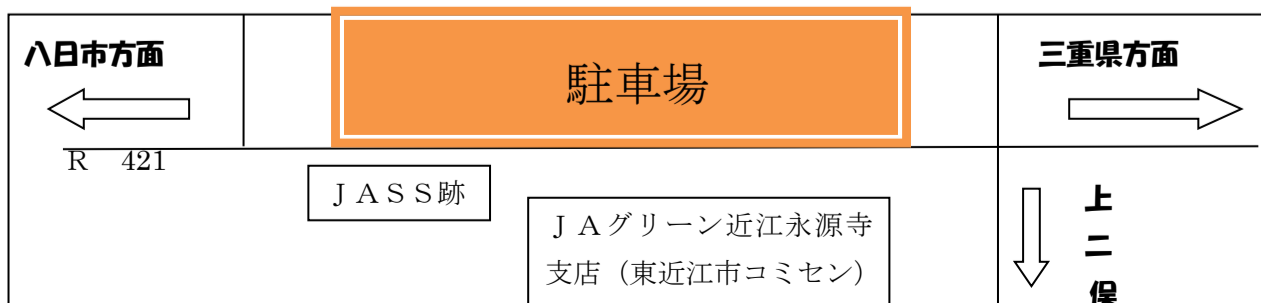 八日市方面
駐車場
三重県方面
R 421
ＪＡＳＳ跡
ＪＡグリーン近江永源寺
支店（東近江市コミセン）
上
二
俣